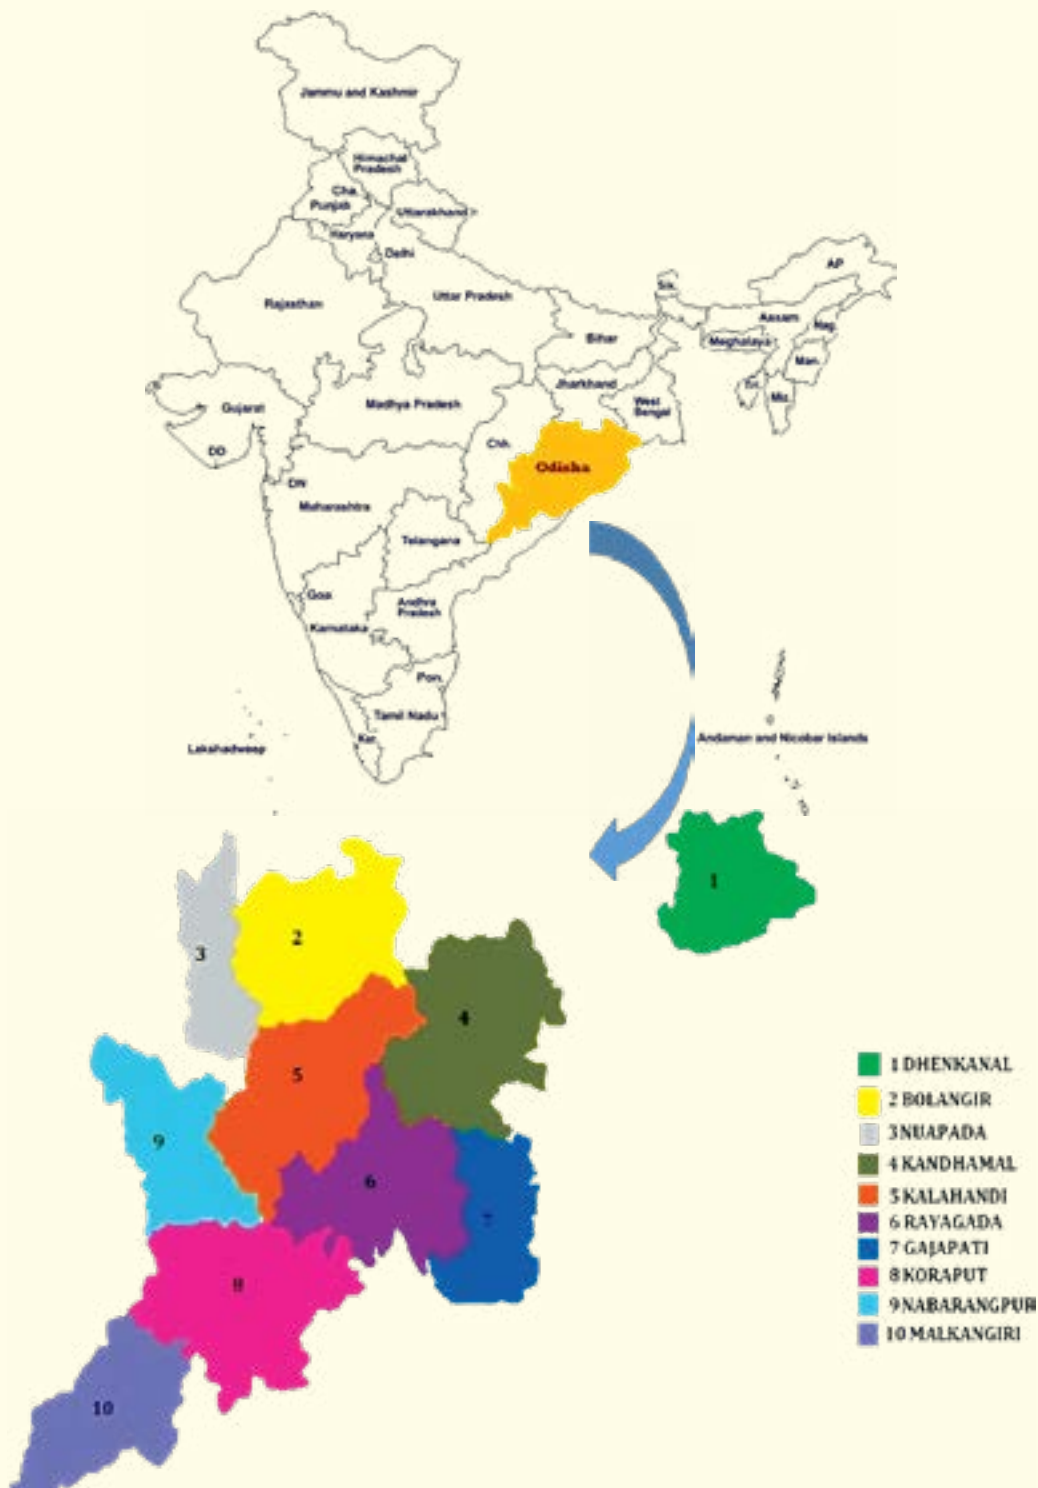 Jammu and Kashmir
Himachal
Pradesh
Cha.
Punjab
Uttarakhand
Haryana
Delhi
AP
Sik.
Rajasthan
Uttar Pradesh
Assam
Nag.
Bihar
Meghalaya
Man.
Jharkhand
Tri.
Miz.
Gujarat
Madhya Pradesh
West
Bengal
Chh.
DD
Odisha
DN
Maharashtra
Telangana
Goa
Andhra
Pradesh
Karnataka
Pon.
Tamil Nadu
Ker.
Lakshadweep
Andaman and Nicobar Islands
1
2
3
4
5
9
6
7
8
10
1 DHENKANAL
2 BOLANGIR
3 NUAPADA
4 KANDHAMAL
5 KALAHANDI
6 RAYAGADA
7 GAJAPATI
8 KORAPUT
9 NABARANGPUR
10 MALKANGIRI